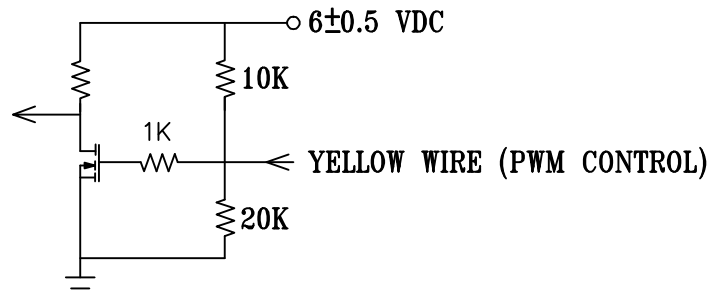 6±0.5 VDC
10K
1K
YELLOW WIRE (PWM CONTROL)
20K